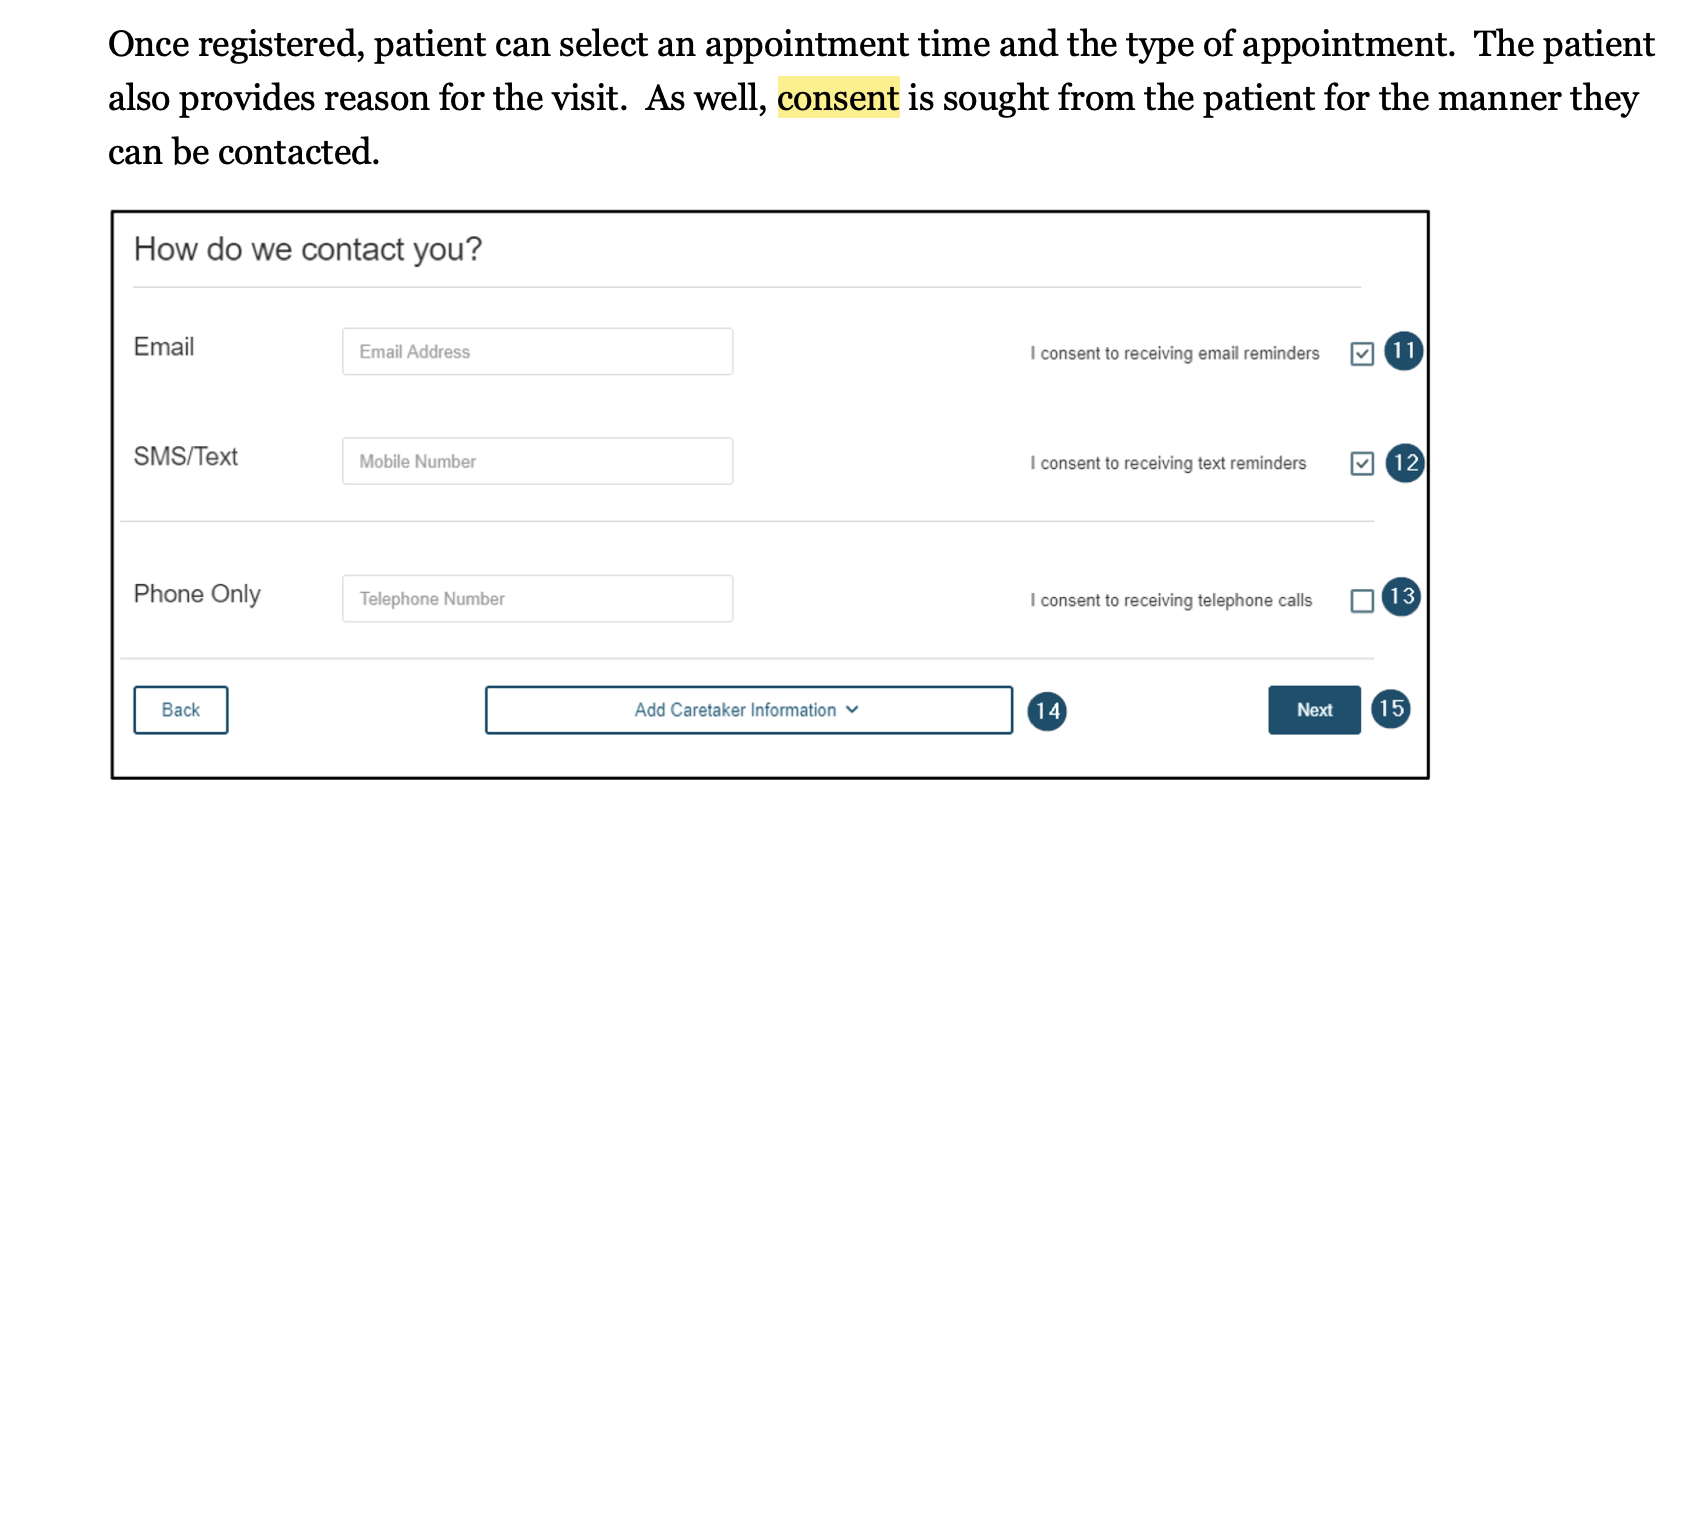 Once registered, patient can select an appointment time and the type of appointment.  The patient
also provides reason for the visit.  As well, consent is sought from the patient for the manner they
can be contacted.
How do we contact you?
Email Email Address I consent to receiving email reminders 11
SMS/Text Mobile Number I consent to receiving text reminders 12
Phone Only Telephone Number I consent to receiving telephone calls 13
Back Add Caretaker Information 14 Next 15